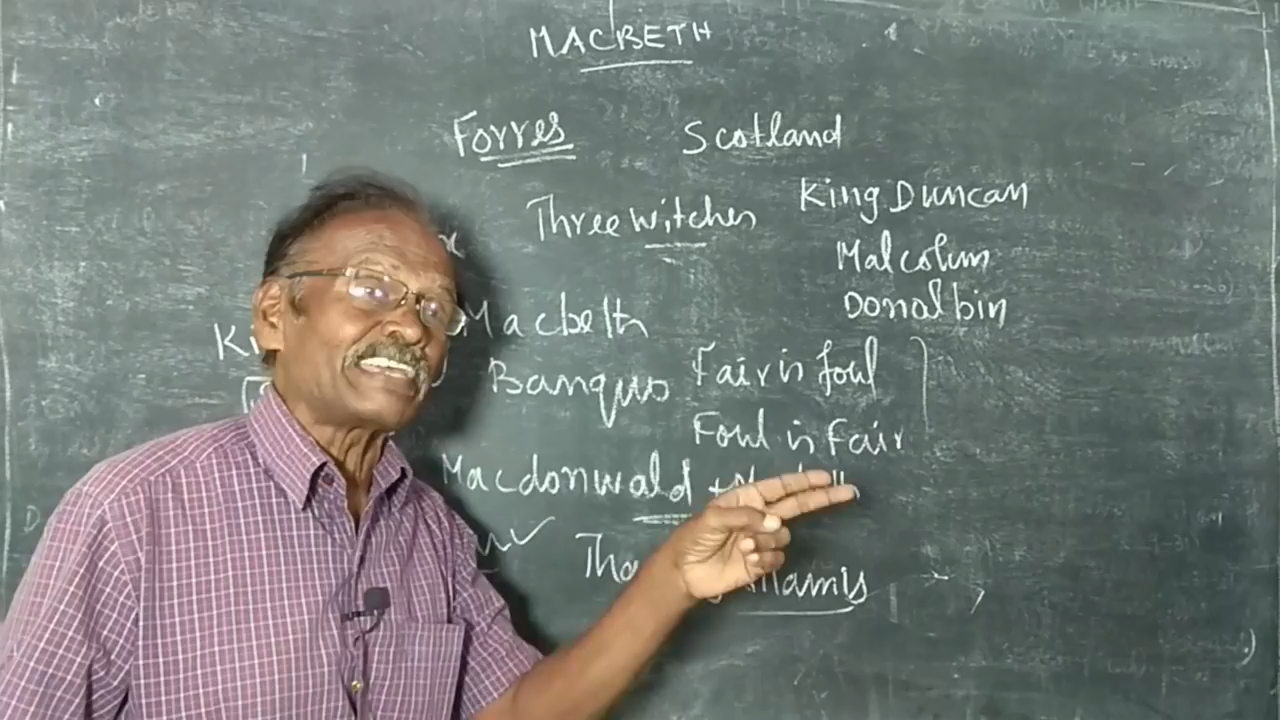 MACBETH
Forres Scotland
Three witches King Duncan
Malcolm
Donalbin
Macbeth
Banquo Fair is foul
Foul is Fair
Macdonwald +